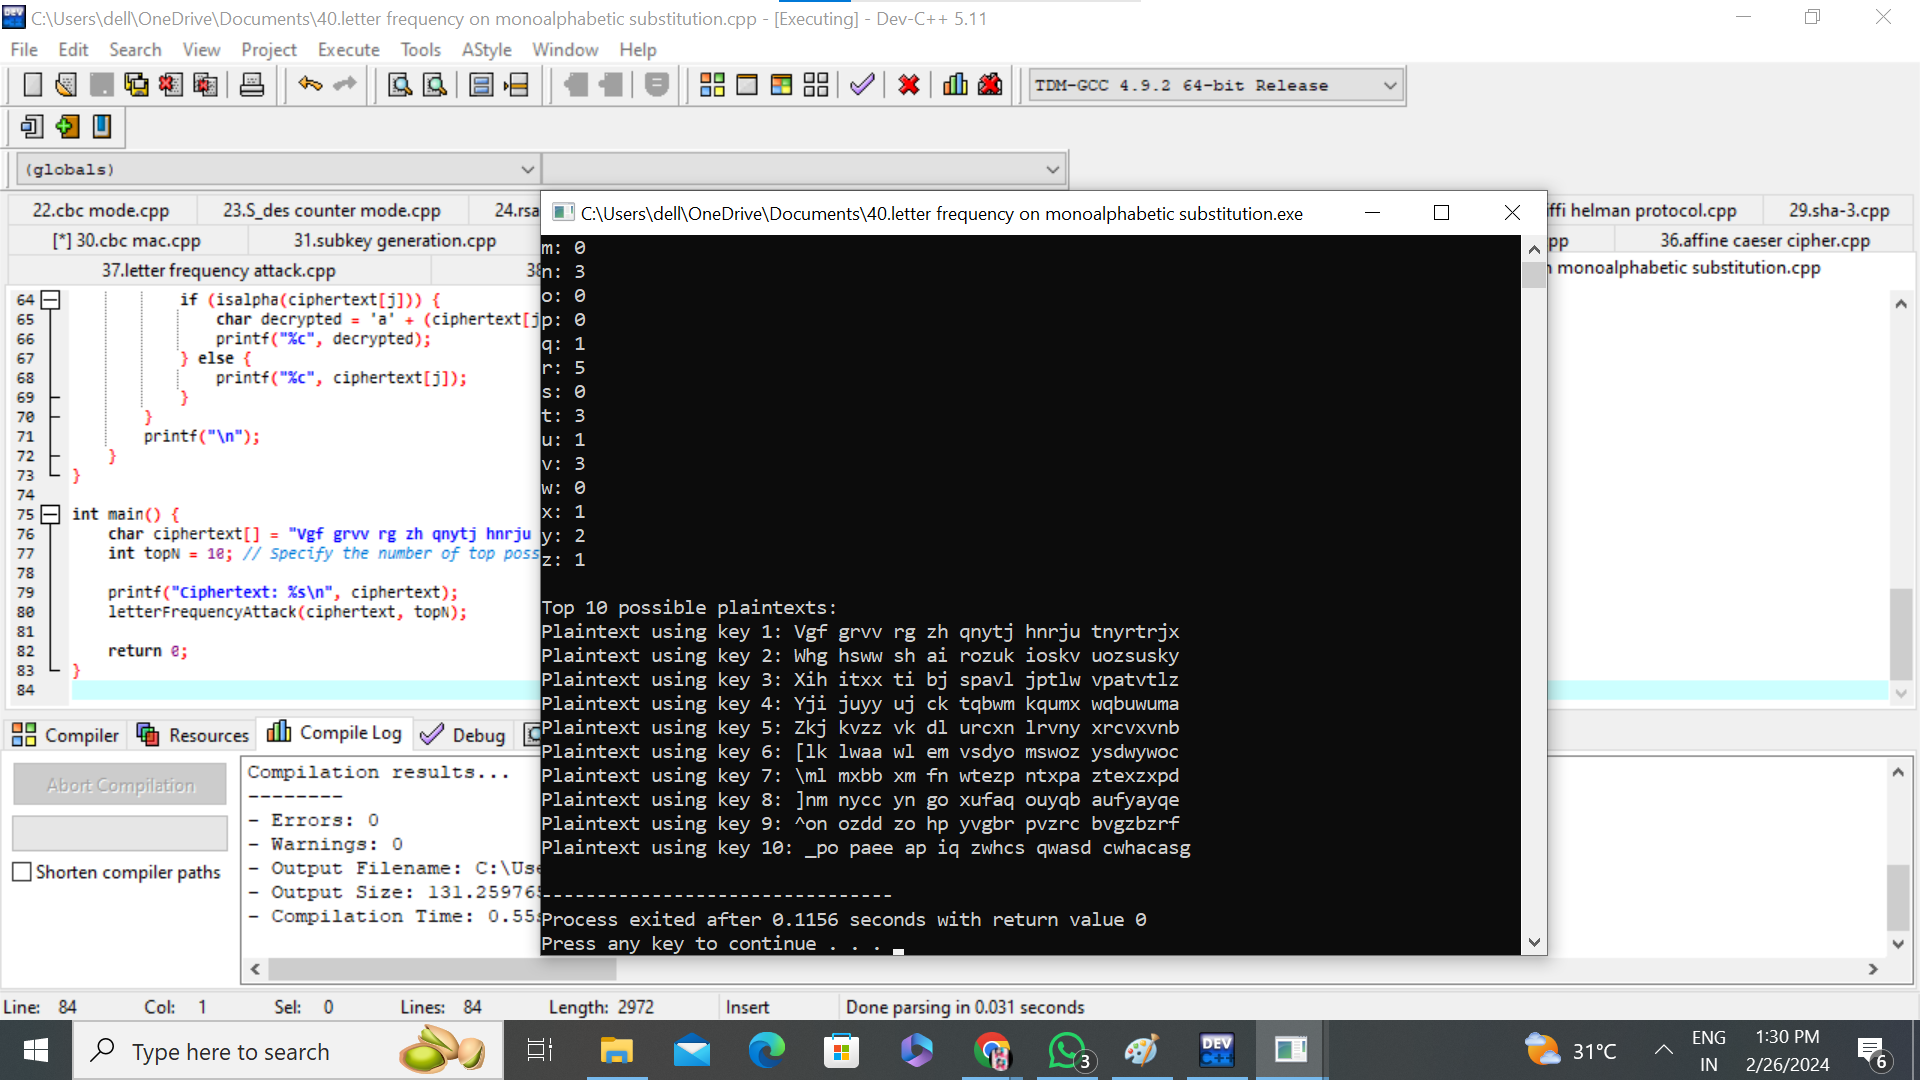 C:\Users\dell\OneDrive\Documents\40.letter frequency on monoalphabetic substitution.cpp - [Executing] - Dev-C++ 5.11
File Edit Search View Project Execute Tools AStyle Window Help
TDM-GCC 4.9.2 64-bit Release
(globals)
22.cbc mode.cpp 23.S_des counter mode.cpp 24.rsa ffi helman protocol.cpp 29.sha-3.cpp
[*] 30.cbc mac.cpp 31.subkey generation.cpp pp 36.affine caeser cipher.cpp
37.letter frequency attack.cpp 38 monoalphabetic substitution.cpp
64 if (isalpha(ciphertext[j])) {
65 char decrypted = 'a' + (ciphertext[j
66 printf("%c", decrypted);
67 } else {
68 printf("%c", ciphertext[j]);
69 }
70 }
71 printf("\n");
72 }
73 }
74
75 int main() {
76 char ciphertext[] = "Vgf grvv rg zh qnytj hnrju
77 int topN = 10; // Specify the number of top poss
78
79 printf("Ciphertext: %s\n", ciphertext);
80 letterFrequencyAttack(ciphertext, topN);
81
82 return 0;
83 }
84
C:\Users\dell\OneDrive\Documents\40.letter frequency on monoalphabetic substitution.exe
m: 0
n: 3
o: 0
p: 0
q: 1
r: 5
s: 0
t: 3
u: 1
v: 3
w: 0
x: 1
y: 2
z: 1
Top 10 possible plaintexts:
Plaintext using key 1: Vgf grvv rg zh qnytj hnrju tnyrtrjx
Plaintext using key 2: Whg hsww sh ai rozuk ioskv uozsusky
Plaintext using key 3: Xih itxx ti bj spavl jptlw vpatvtlz
Plaintext using key 4: Yji juyy uj ck tqbwm kqumx wqbuwuma
Plaintext using key 5: Zkj kvzz vk dl urcxn lrvny xrcvxvnb
Plaintext using key 6: [lk lwaa wl em vsdyo mswoz ysdwywoc
Plaintext using key 7: \ml mxbb xm fn wtezp ntxpa ztexzxpd
Plaintext using key 8: ]nm nycc yn go xufaq ouyqb aufyayqe
Plaintext using key 9: ^on ozdd zo hp yvgbr pvzrc bvgzbzrf
Plaintext using key 10: _po paee ap iq zwhcs qwasd cwhacasg
--------------------------------
Process exited after 0.1156 seconds with return value 0
Press any key to continue . . .
Compiler Resources Compile Log Debug
Abort Compilation
Shorten compiler paths
Compilation results...
--------
- Errors: 0
- Warnings: 0
- Output Filename: C:\Use
- Output Size: 131.259765
- Compilation Time: 0.55s
Line: 84 Col: 1 Sel: 0 Lines: 84 Length: 2972 Insert Done parsing in 0.031 seconds
Type here to search
DEV C++
3
31°C
ENG IN
1:30 PM
2/26/2024
6